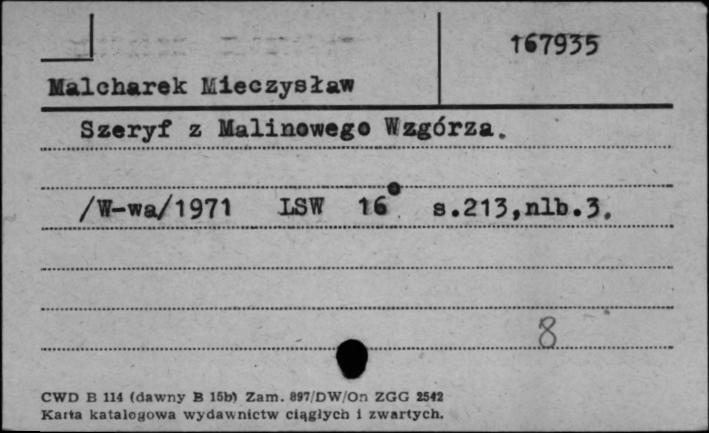 167935
Malcharek Mieczysław
Szeryf z Malinowego Wzgórza.
/W-wa/1971 LSW 16° s.213,nlb.3.
8
CWD B 114 (dawny B 15b) Zam. 897/DW/On ZGG 2542
Karta katalogowa wydawnictw ciągłych i zwartych.